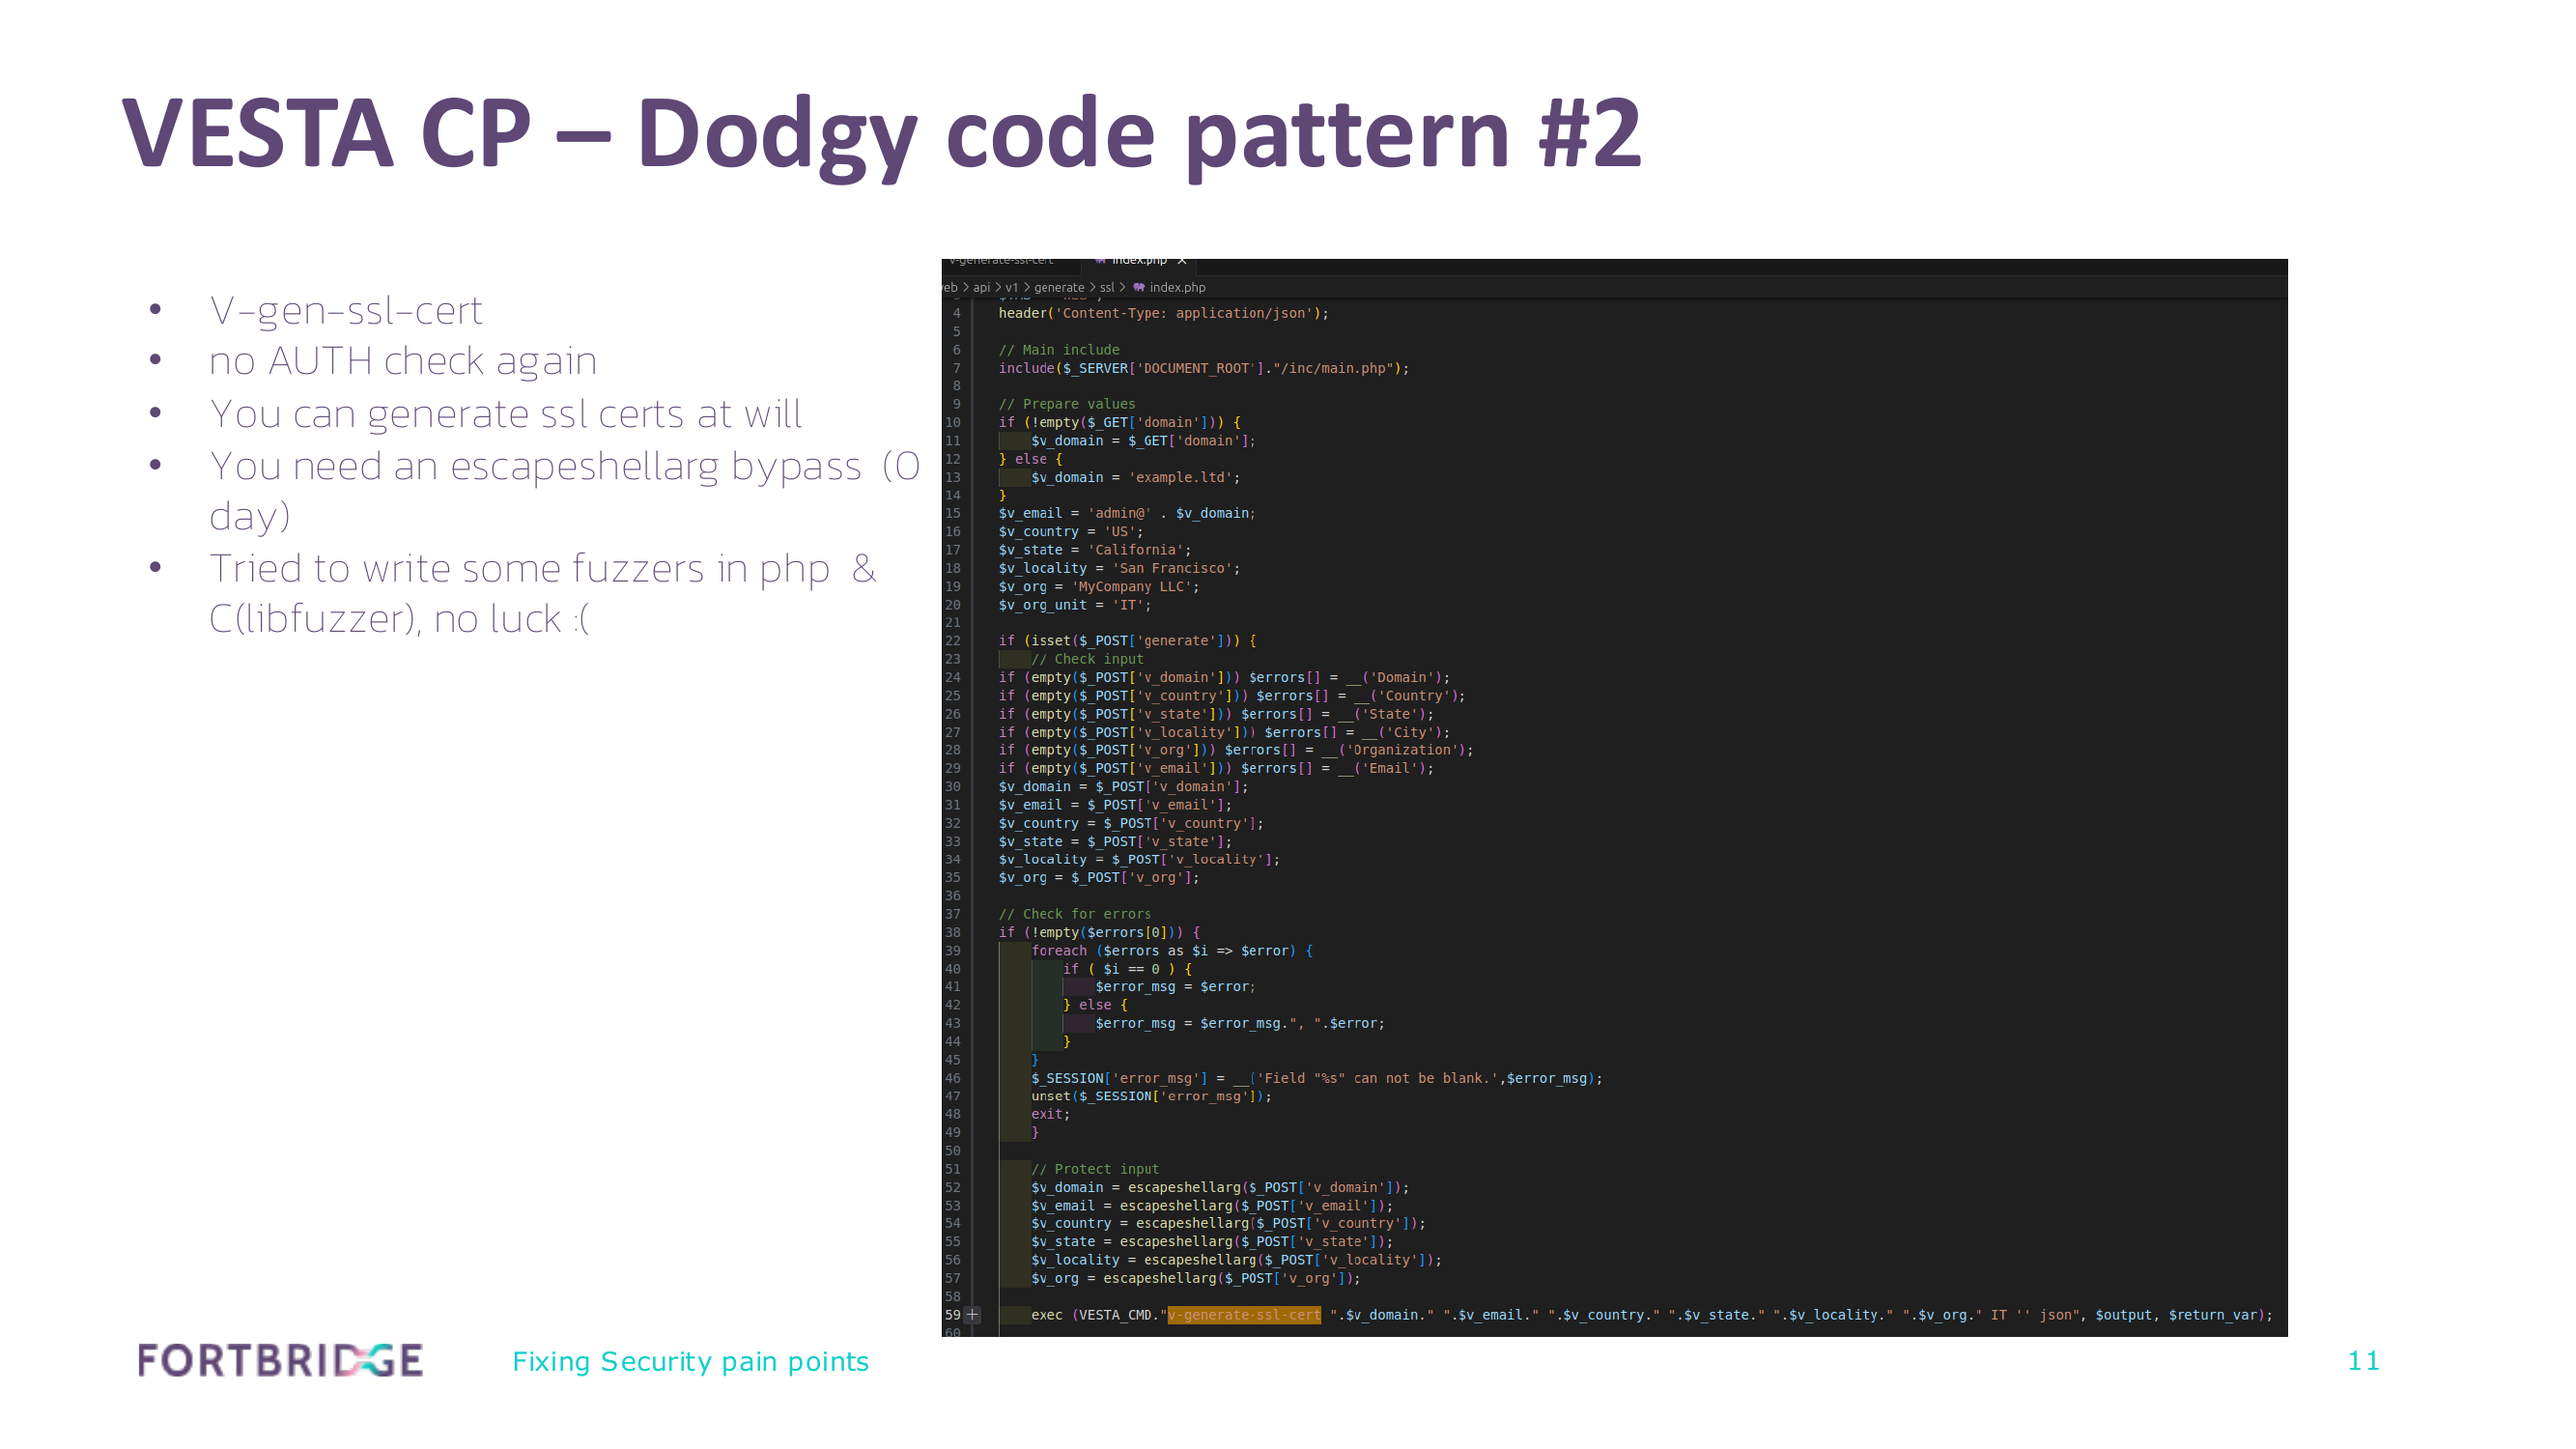 VESTA CP – Dodgy code pattern #2
• V-gen-ssl-cert
• no AUTH check again
• You can generate ssl certs at will
• You need an escapeshellarg bypass (0
day)
• Tried to write some fuzzers in php &
C(libfuzzer), no luck :(
v-generate-ssl-cert index.php ×
eb > api > v1 > generate > ssl > index.php
4 header('Content-Type: application/json');
5
6 // Main include
7 include($_SERVER['DOCUMENT_ROOT']."/inc/main.php");
8
9 // Prepare values
10 if (!empty($_GET['domain'])) {
11 $v_domain = $_GET['domain'];
12 } else {
13 $v_domain = 'example.ltd';
14 }
15 $v_email = 'admin@' . $v_domain;
16 $v_country = 'US';
17 $v_state = 'California';
18 $v_locality = 'San Francisco';
19 $v_org = 'MyCompany LLC';
20 $v_org_unit = 'IT';
21
22 if (isset($_POST['generate'])) {
23 // Check input
24 if (empty($_POST['v_domain'])) $errors[] = __('Domain');
25 if (empty($_POST['v_country'])) $errors[] = __('Country');
26 if (empty($_POST['v_state'])) $errors[] = __('State');
27 if (empty($_POST['v_locality'])) $errors[] = __('City');
28 if (empty($_POST['v_org'])) $errors[] = __('Organization');
29 if (empty($_POST['v_email'])) $errors[] = __('Email');
30 $v_domain = $_POST['v_domain'];
31 $v_email = $_POST['v_email'];
32 $v_country = $_POST['v_country'];
33 $v_state = $_POST['v_state'];
34 $v_locality = $_POST['v_locality'];
35 $v_org = $_POST['v_org'];
36
37 // Check for errors
38 if (!empty($errors[0])) {
39 foreach ($errors as $i => $error) {
40 if ( $i == 0 ) {
41 $error_msg = $error;
42 } else {
43 $error_msg = $error_msg.", ".$error;
44 }
45 }
46 $_SESSION['error_msg'] = __('Field "%s" can not be blank.',$error_msg);
47 unset($_SESSION['error_msg']);
48 exit;
49 }
50
51 // Protect input
52 $v_domain = escapeshellarg($_POST['v_domain']);
53 $v_email = escapeshellarg($_POST['v_email']);
54 $v_country = escapeshellarg($_POST['v_country']);
55 $v_state = escapeshellarg($_POST['v_state']);
56 $v_locality = escapeshellarg($_POST['v_locality']);
57 $v_org = escapeshellarg($_POST['v_org']);
58
59 exec (VESTA_CMD."v-generate-ssl-cert ".$v_domain." ".$v_email." ".$v_country." ".$v_state." ".$v_locality." ".$v_org." IT '' json", $output, $return_var);
60
FORTBRIDGE Fixing Security pain points 11